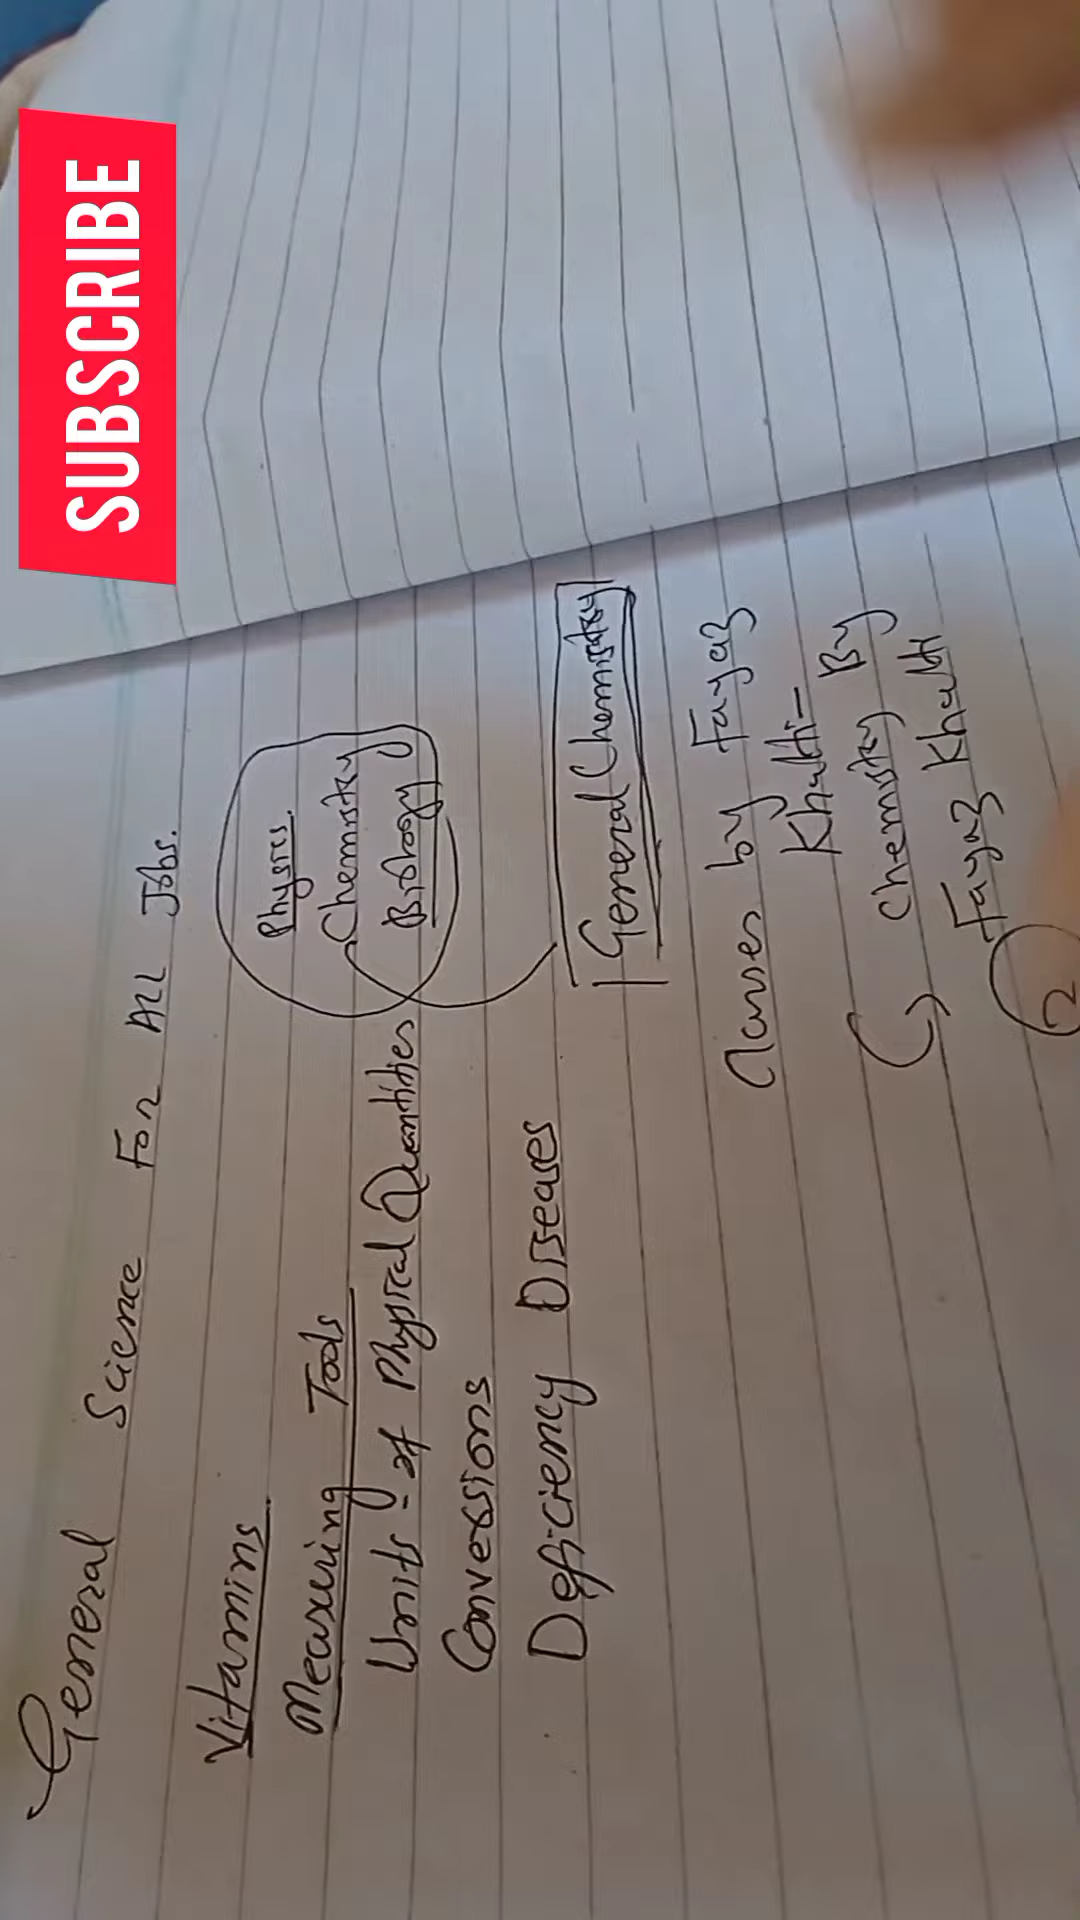 SUBSCRIBE
General Science For All Jobs.
Vitamins
Measuring Tools
Units - of Physical Quantities
Conversions
Deficiency Diseases
Physics.
Chemistry
Biology
General Chemistry
Classes by Fayaz
Khatti-
Chemistry By
Fayaz Khatti
2